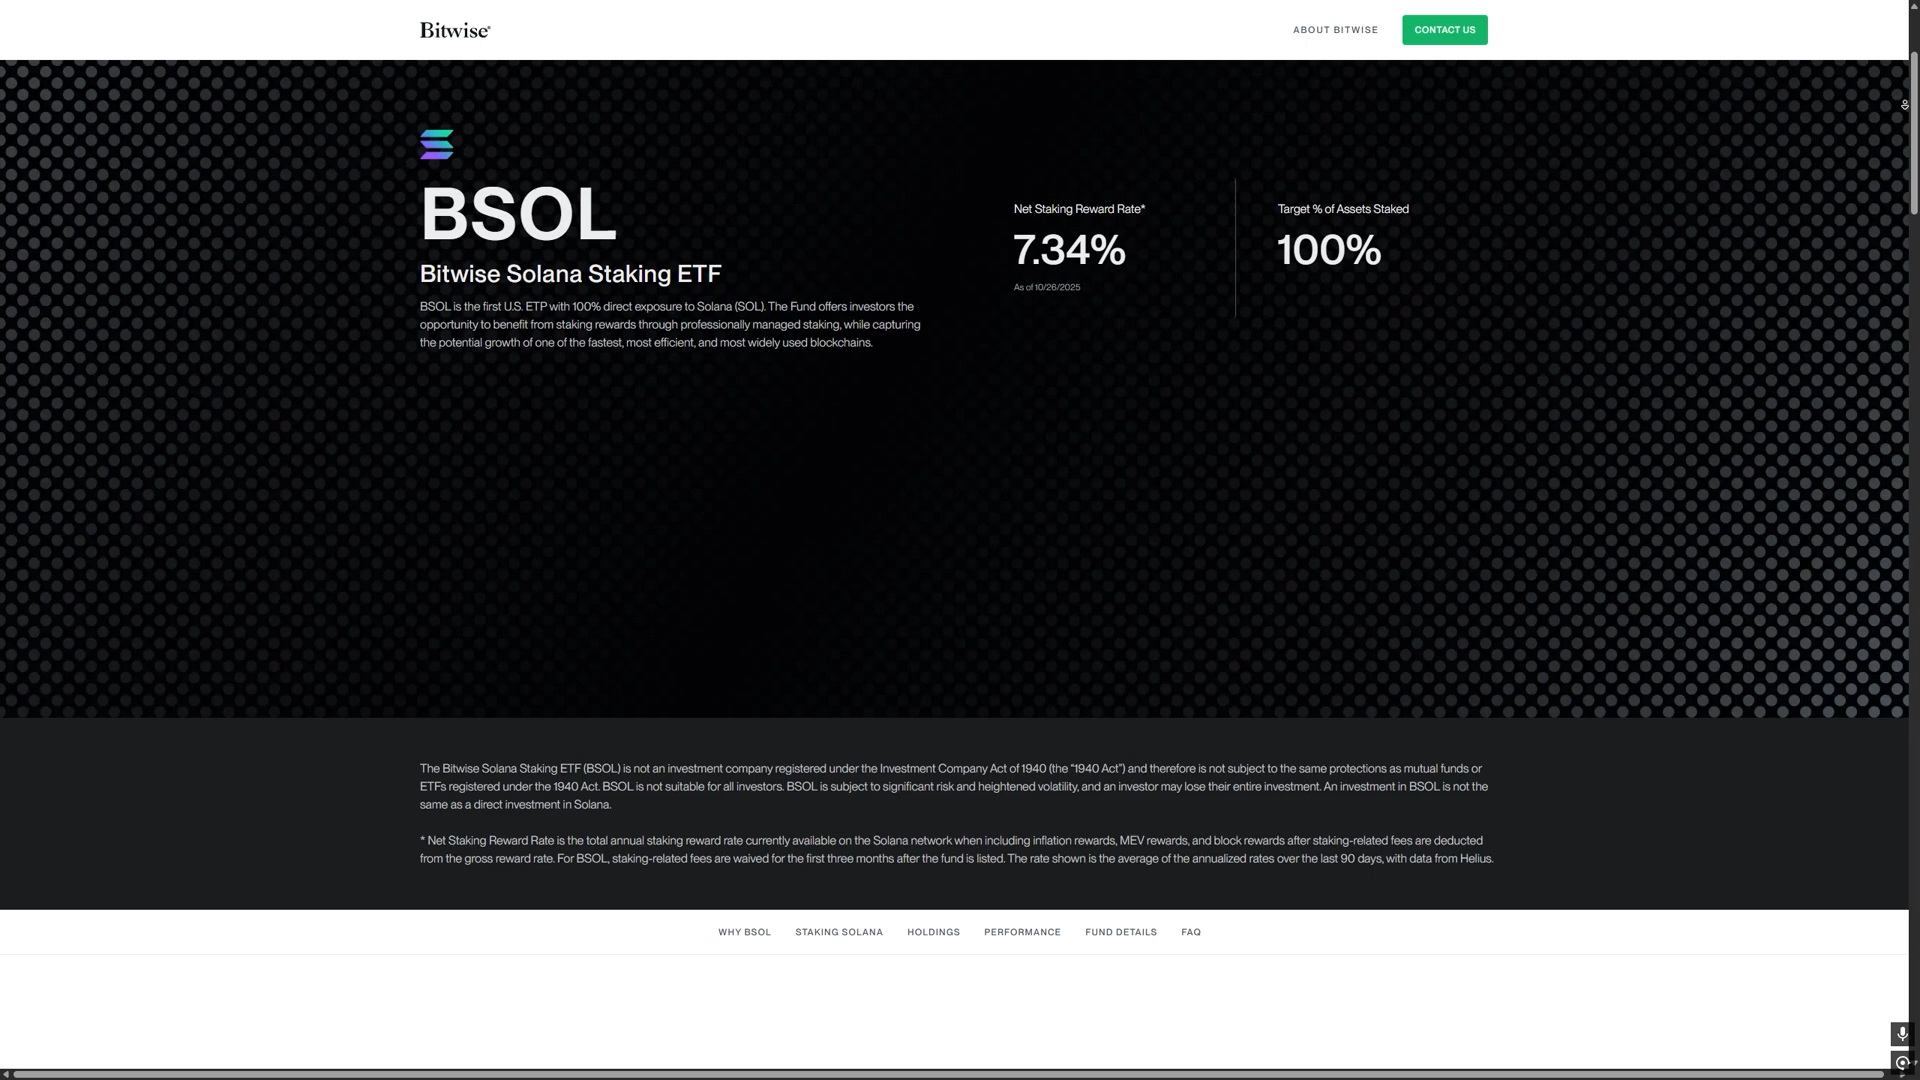 Bitwise®
ABOUT BITWISE
CONTACT US
BSOL
Bitwise Solana Staking ETF
BSOL is the first U.S. ETP with 100% direct exposure to Solana (SOL). The Fund offers investors the
opportunity to benefit from staking rewards through professionally managed staking, while capturing
the potential growth of one of the fastest, most efficient, and most widely used blockchains.
Net Staking Reward Rate*
7.34%
As of 10/26/2025
Target % of Assets Staked
100%
The Bitwise Solana Staking ETF (BSOL) is not an investment company registered under the Investment Company Act of 1940 (the “1940 Act”) and therefore is not subject to the same protections as mutual funds or
ETFs registered under the 1940 Act. BSOL is not suitable for all investors. BSOL is subject to significant risk and heightened volatility, and an investor may lose their entire investment. An investment in BSOL is not the
same as a direct investment in Solana.
* Net Staking Reward Rate is the total annual staking reward rate currently available on the Solana network when including inflation rewards, MEV rewards, and block rewards after staking-related fees are deducted
from the gross reward rate. For BSOL, staking-related fees are waived for the first three months after the fund is listed. The rate shown is the average of the annualized rates over the last 90 days, with data from Helius.
WHY BSOL
STAKING SOLANA
HOLDINGS
PERFORMANCE
FUND DETAILS
FAQ